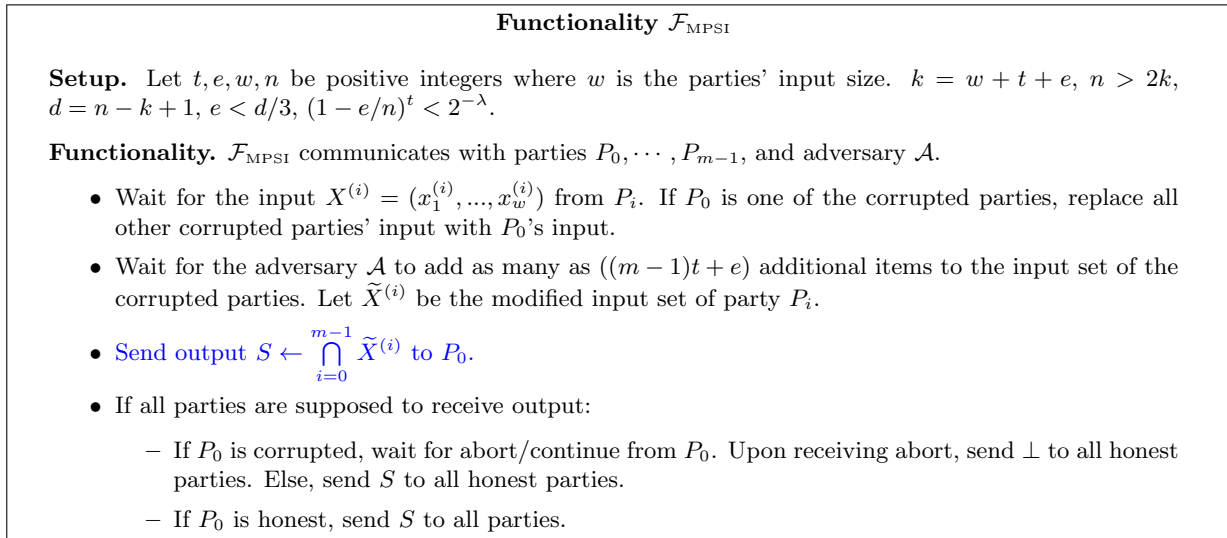 Functionality F_MPSI
Setup. Let t, e, w, n be positive integers where w is the parties' input size. k = w + t + e, n > 2k,
d = n − k + 1, e < d/3, (1 − e/n)^t < 2^{−λ}.
Functionality. F_MPSI communicates with parties P_0, ⋯ , P_{m−1}, and adversary A.
• Wait for the input X^{(i)} = (x_1^{(i)}, ..., x_w^{(i)}) from P_i. If P_0 is one of the corrupted parties, replace all
other corrupted parties' input with P_0's input.
• Wait for the adversary A to add as many as ((m − 1)t + e) additional items to the input set of the
corrupted parties. Let X̃^{(i)} be the modified input set of party P_i.
• Send output S ← ⋂_{i=0}^{m−1} X̃^{(i)} to P_0.
• If all parties are supposed to receive output:
– If P_0 is corrupted, wait for abort/continue from P_0. Upon receiving abort, send ⊥ to all honest
parties. Else, send S to all honest parties.
– If P_0 is honest, send S to all parties.